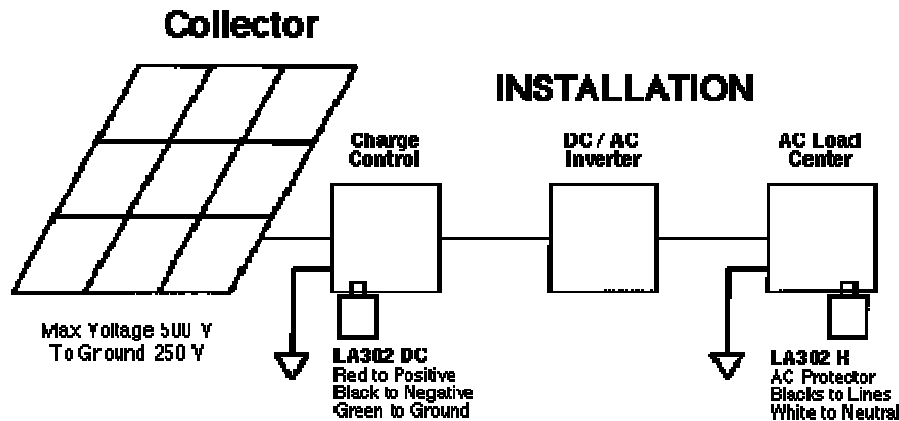 Collector
INSTALLATION
Charge
Control
DC / AC
Inverter
AC Load
Center
Max Voltage 500 V
To Ground 250 V
LA302 DC
Red to Positive
Black to Negative
Green to Ground
LA302 H
AC Protector
Blacks to Lines
White to Neutral